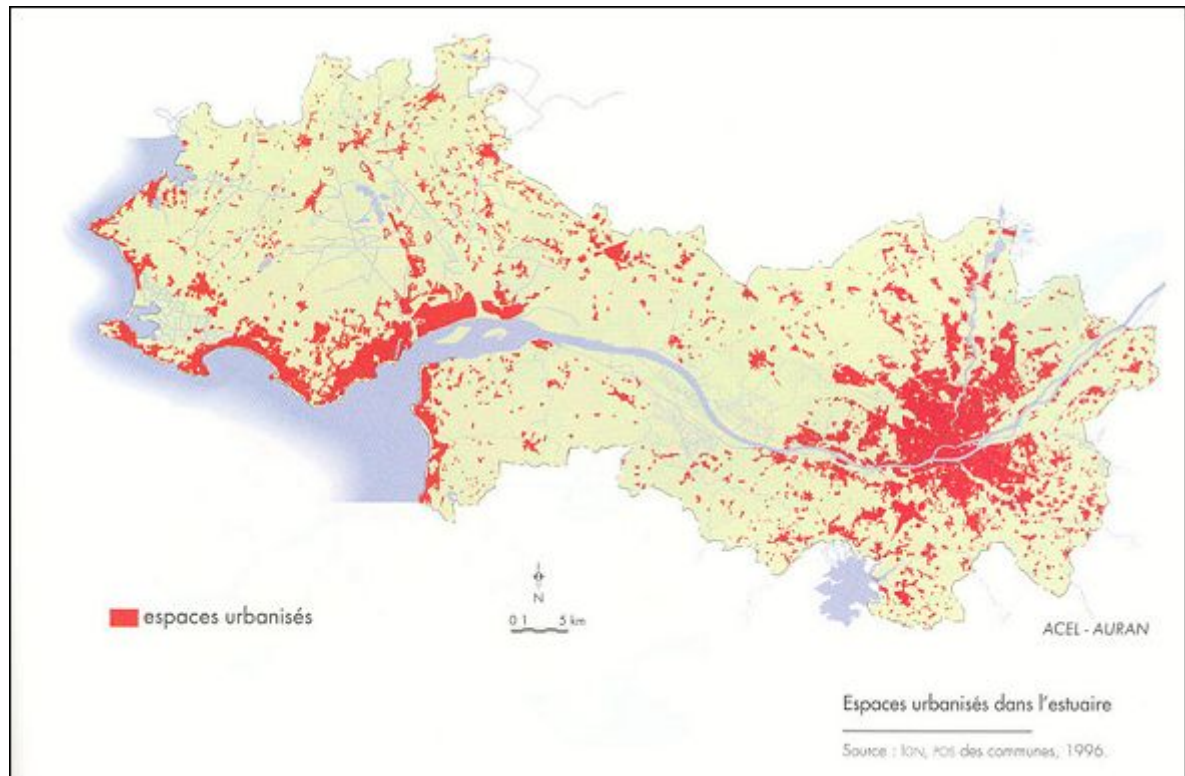 espaces urbanisés
N
0 1 5 km
ACEL - AURAN
Espaces urbanisés dans l'estuaire
Source : IGN, POS des communes, 1996.